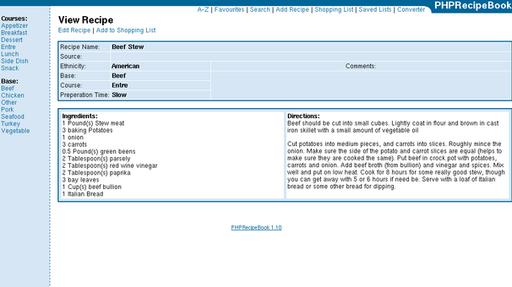 PHPRecipeBook
A-Z | Favourites | Search | Add Recipe | Shopping List | Saved Lists | Converter
Courses:
Appetizer
Breakfast
Dessert
Entre
Lunch
Side Dish
Snack
Base:
Beef
Chicken
Other
Pork
Seafood
Turkey
Vegetable
View Recipe
Edit Recipe | Add to Shopping List
Recipe Name: Beef Stew
Source:
Ethnicity: American
Comments:
Base: Beef
Course: Entre
Preperation Time: Slow
Ingredients:
1 Pound(s) Stew meat
3 baking Potatoes
1 onion
3 carrots
0.5 Pound(s) green beens
2 Tablespoon(s) parsely
2 Tablespoon(s) red wine vinegar
2 Tablespoon(s) paprika
3 bay leaves
1 Cup(s) beef bullion
1 Italian Bread
Directions:
Beef should be cut into small cubes. Lightly coat in flour and brown in cast
iron skillet with a small amount of vegetable oil
Cut potatoes into medium pieces, and carrots into slices. Roughly mince the
onion. Make sure the side of the potato and carrot slices are equal (helps to
make sure they are cooked the same). Put beef in crock pot with potatoes,
carrots and onion. Add beef broth (from bullion) and vinegar and spices. Mix
well and put on low heat. Cook for 8 hours for some really good stew, though
you can get away with 5 or 6 hours if need be. Serve with a loaf of Italian
bread or some other bread for dipping.
PHPRecipeBook 1.10